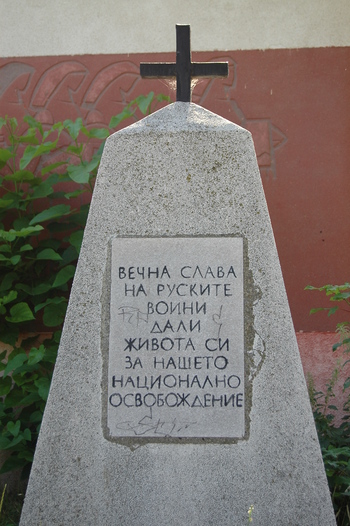 ВЕЧНА СЛАВА
НА РУСКИТЕ
ВОИНИ
ДАЛИ
ЖИВОТА СИ
ЗА НАШЕТО
НАЦИОНАЛНО
ОСВОБОЖДЕНИЕ